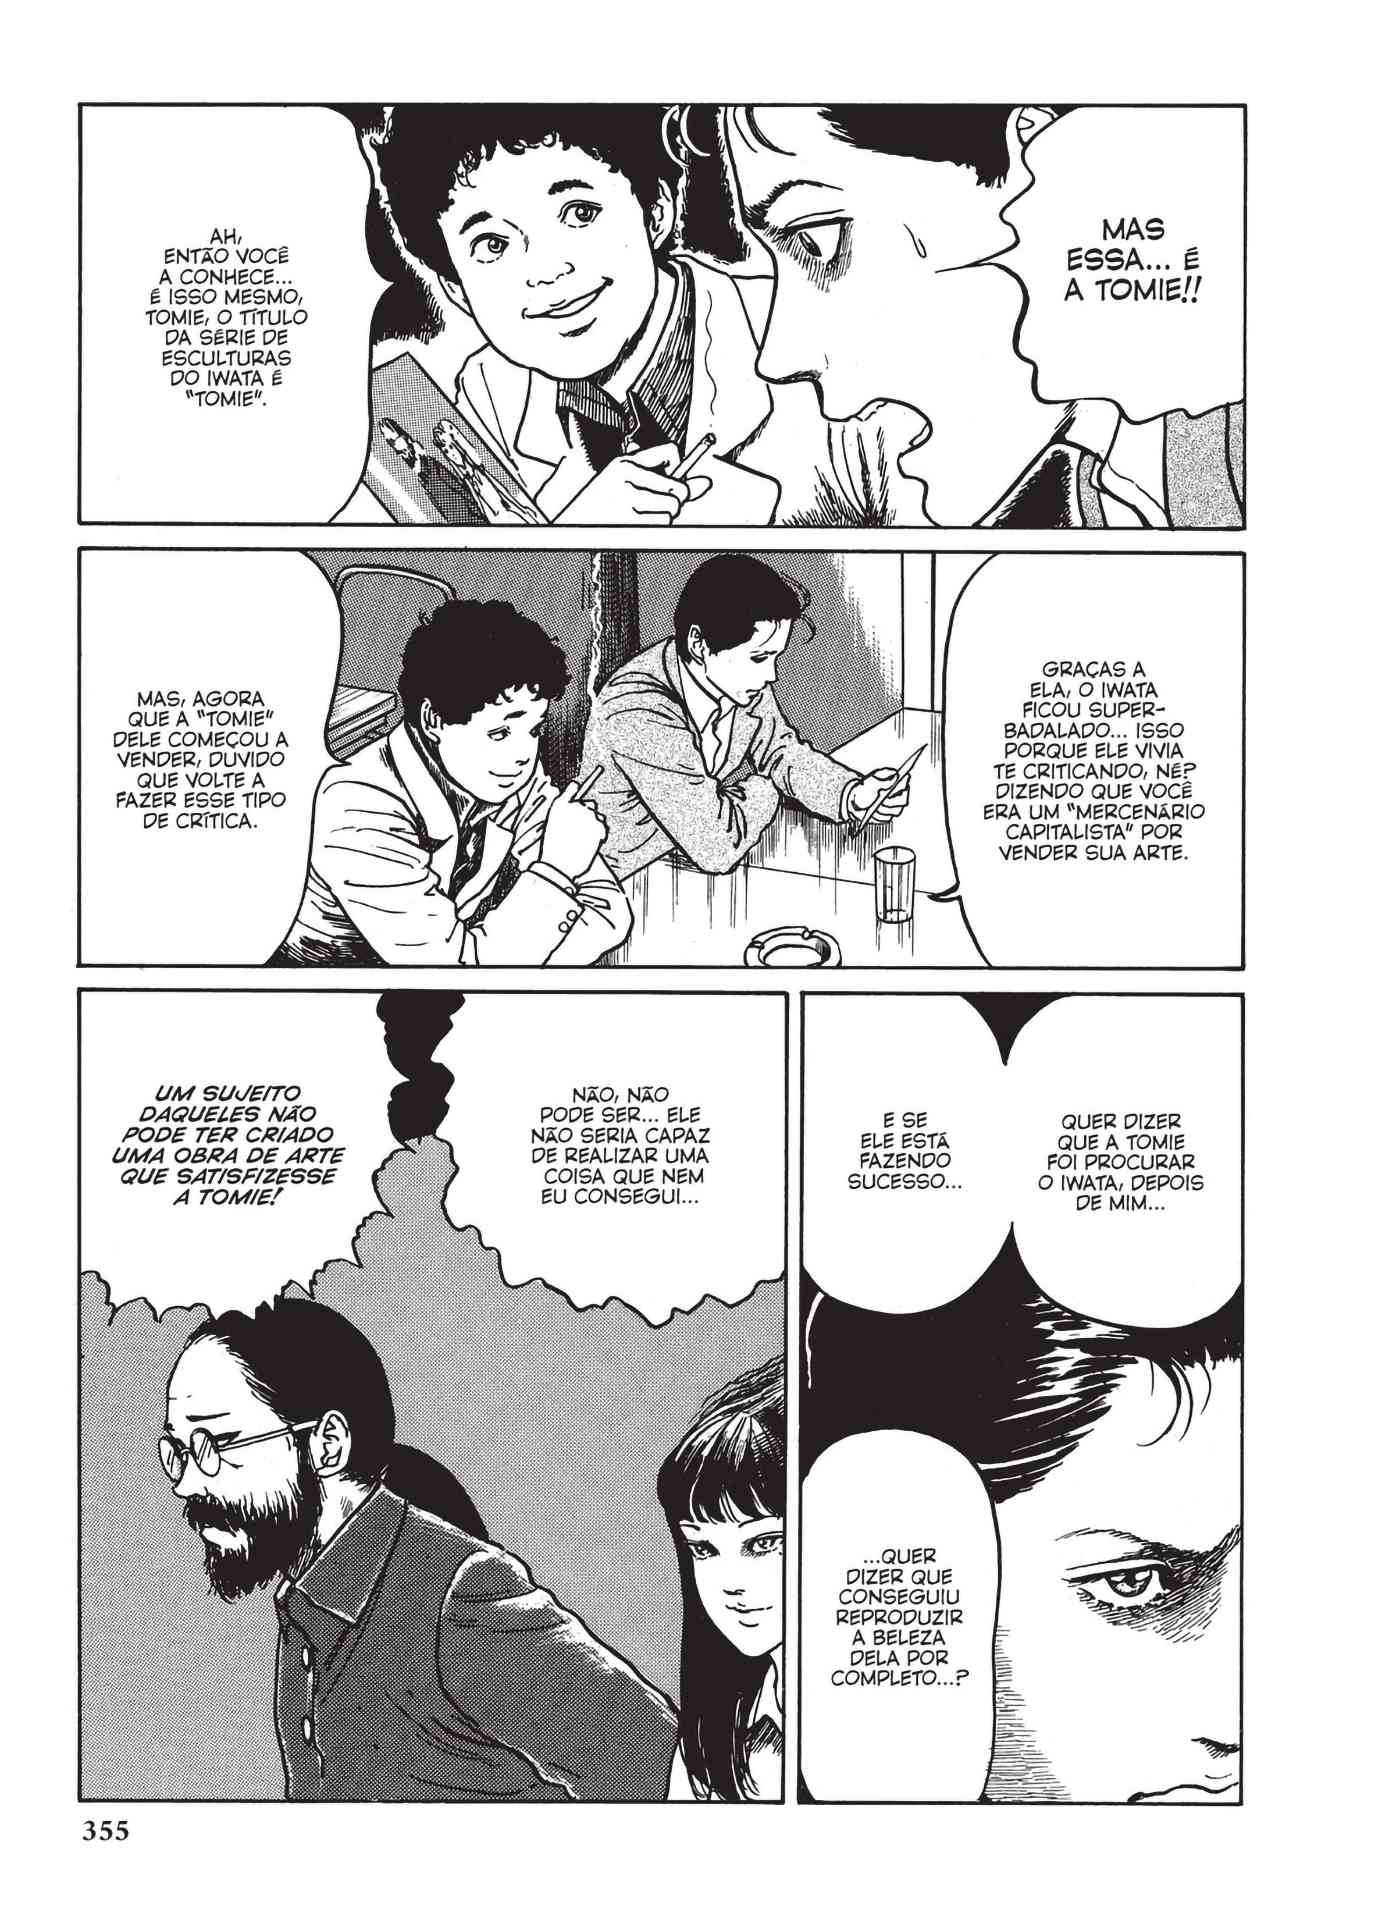 MAS
ESSA... É
A TOMIE!!
AH,
ENTÃO VOCÊ
A CONHECE...
É ISSO MESMO,
TOMIE, O TÍTULO
DA SÉRIE DE
ESCULTURAS
DO IWATA É
"TOMIE".
GRAÇAS A
ELA, O IWATA
FICOU SUPER-
BADALADO... ISSO
PORQUE ELE VIVIA
TE CRITICANDO, NÉ?
DIZENDO QUE VOCÊ
ERA UM "MERCENÁRIO
CAPITALISTA" POR
VENDER SUA ARTE.
MAS, AGORA
QUE A "TOMIE"
DELE COMEÇOU A
VENDER, DUVIDO
QUE VOLTE A
FAZER ESSE TIPO
DE CRÍTICA.
QUER DIZER
QUE A TOMIE
FOI PROCURAR
O IWATA, DEPOIS
DE MIM...
E SE
ELE ESTÁ
FAZENDO
SUCESSO...
...QUER
DIZER QUE
CONSEGUIU
REPRODUZIR
A BELEZA
DELA POR
COMPLETO...?
NÃO, NÃO
PODE SER... ELE
NÃO SERIA CAPAZ
DE REALIZAR UMA
COISA QUE NEM
EU CONSEGUI...
UM SUJEITO
DAQUELES NÃO
PODE TER CRIADO
UMA OBRA DE ARTE
QUE SATISFIZESSE
A TOMIE!
355